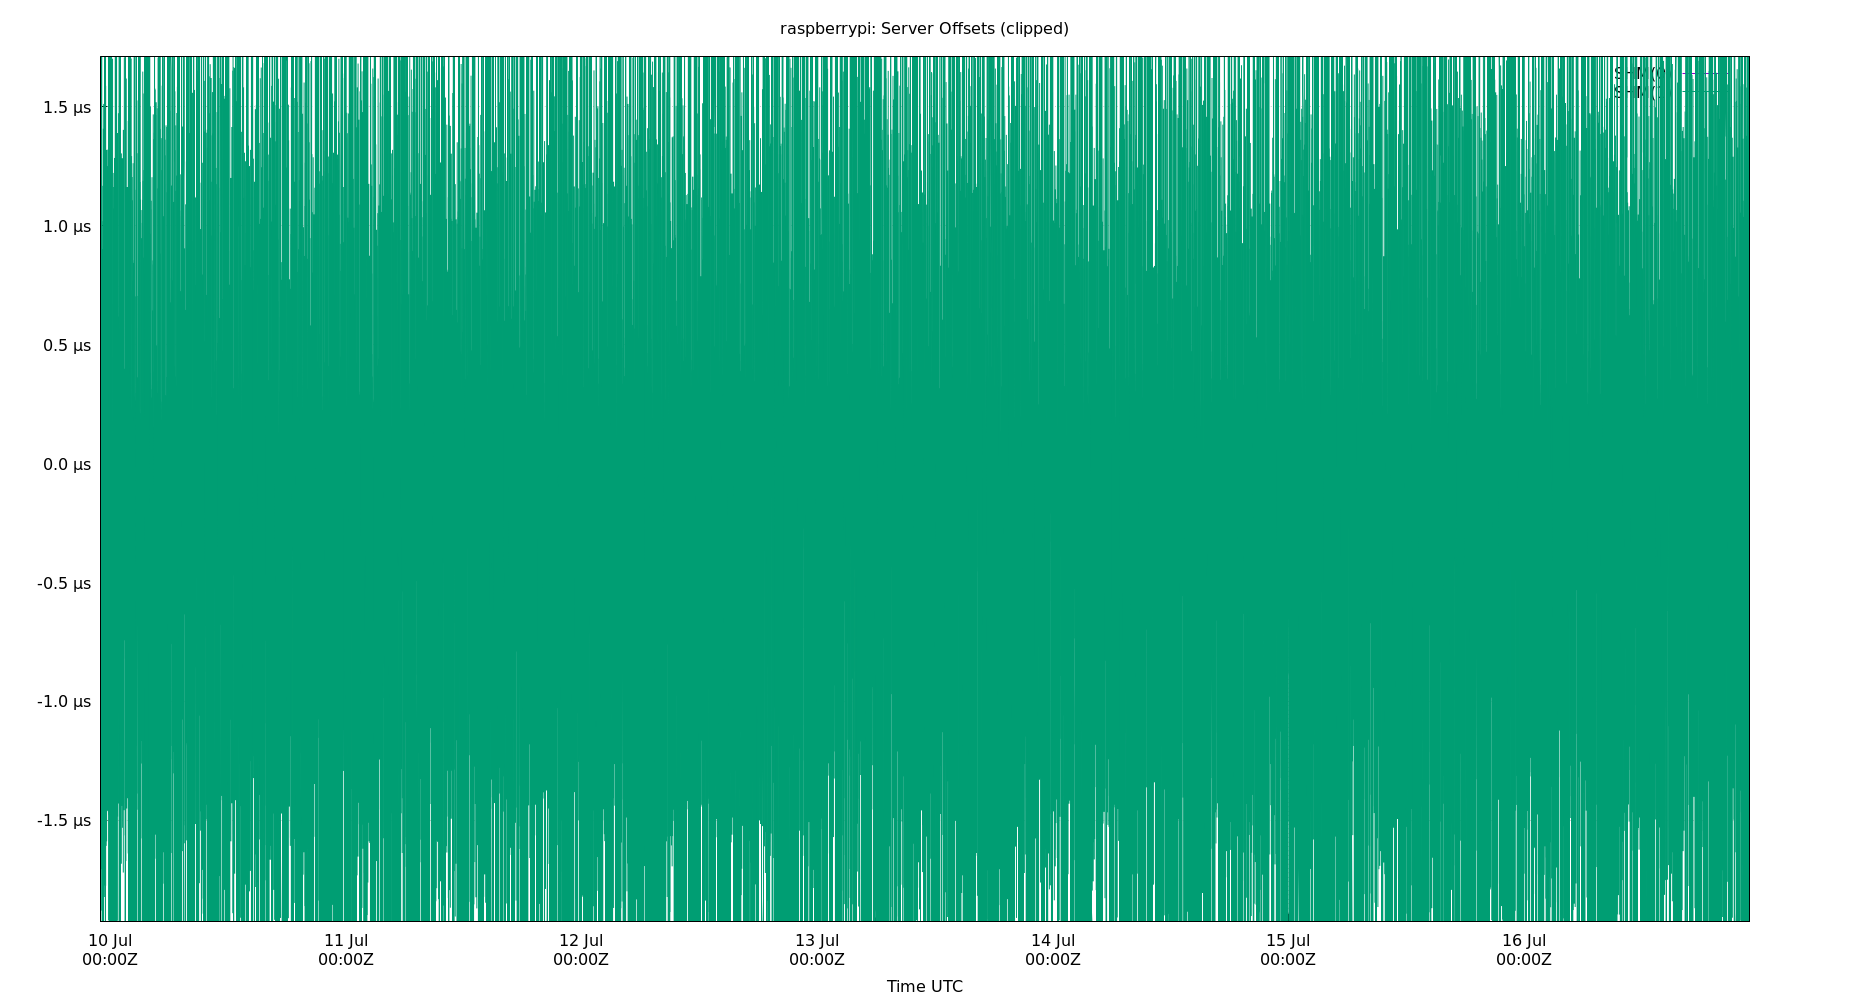 raspberrypi: Server Offsets (clipped)
1.5 µs
1.0 µs
0.5 µs
0.0 µs
-0.5 µs
-1.0 µs
-1.5 µs
10 Jul 11 Jul 12 Jul 13 Jul 14 Jul 15 Jul 16 Jul
00:00Z 00:00Z 00:00Z 00:00Z 00:00Z 00:00Z 00:00Z
Time UTC